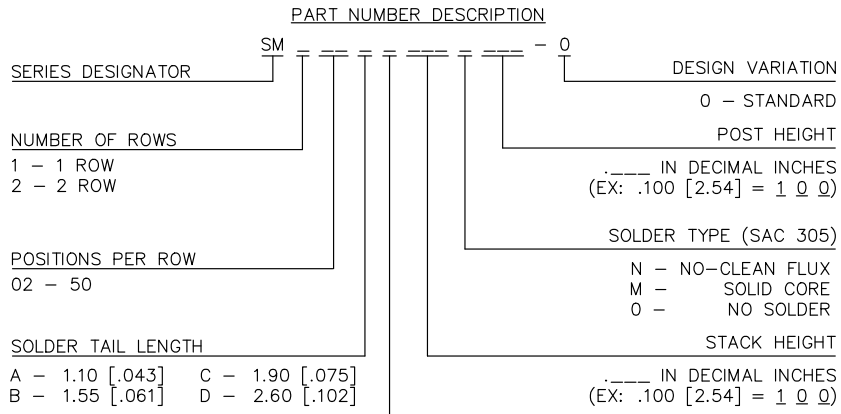 PART NUMBER DESCRIPTION
SM _ __ _ _ ___ _ ___ - 0
SERIES DESIGNATOR
DESIGN VARIATION
0 - STANDARD
NUMBER OF ROWS
1 - 1 ROW
2 - 2 ROW
POST HEIGHT
.___ IN DECIMAL INCHES
(EX: .100 [2.54] = 1 0 0)
POSITIONS PER ROW
02 - 50
SOLDER TYPE (SAC 305)
N - NO-CLEAN FLUX
M - SOLID CORE
0 - NO SOLDER
SOLDER TAIL LENGTH
A - 1.10 [.043] C - 1.90 [.075]
B - 1.55 [.061] D - 2.60 [.102]
STACK HEIGHT
.___ IN DECIMAL INCHES
(EX: .100 [2.54] = 1 0 0)